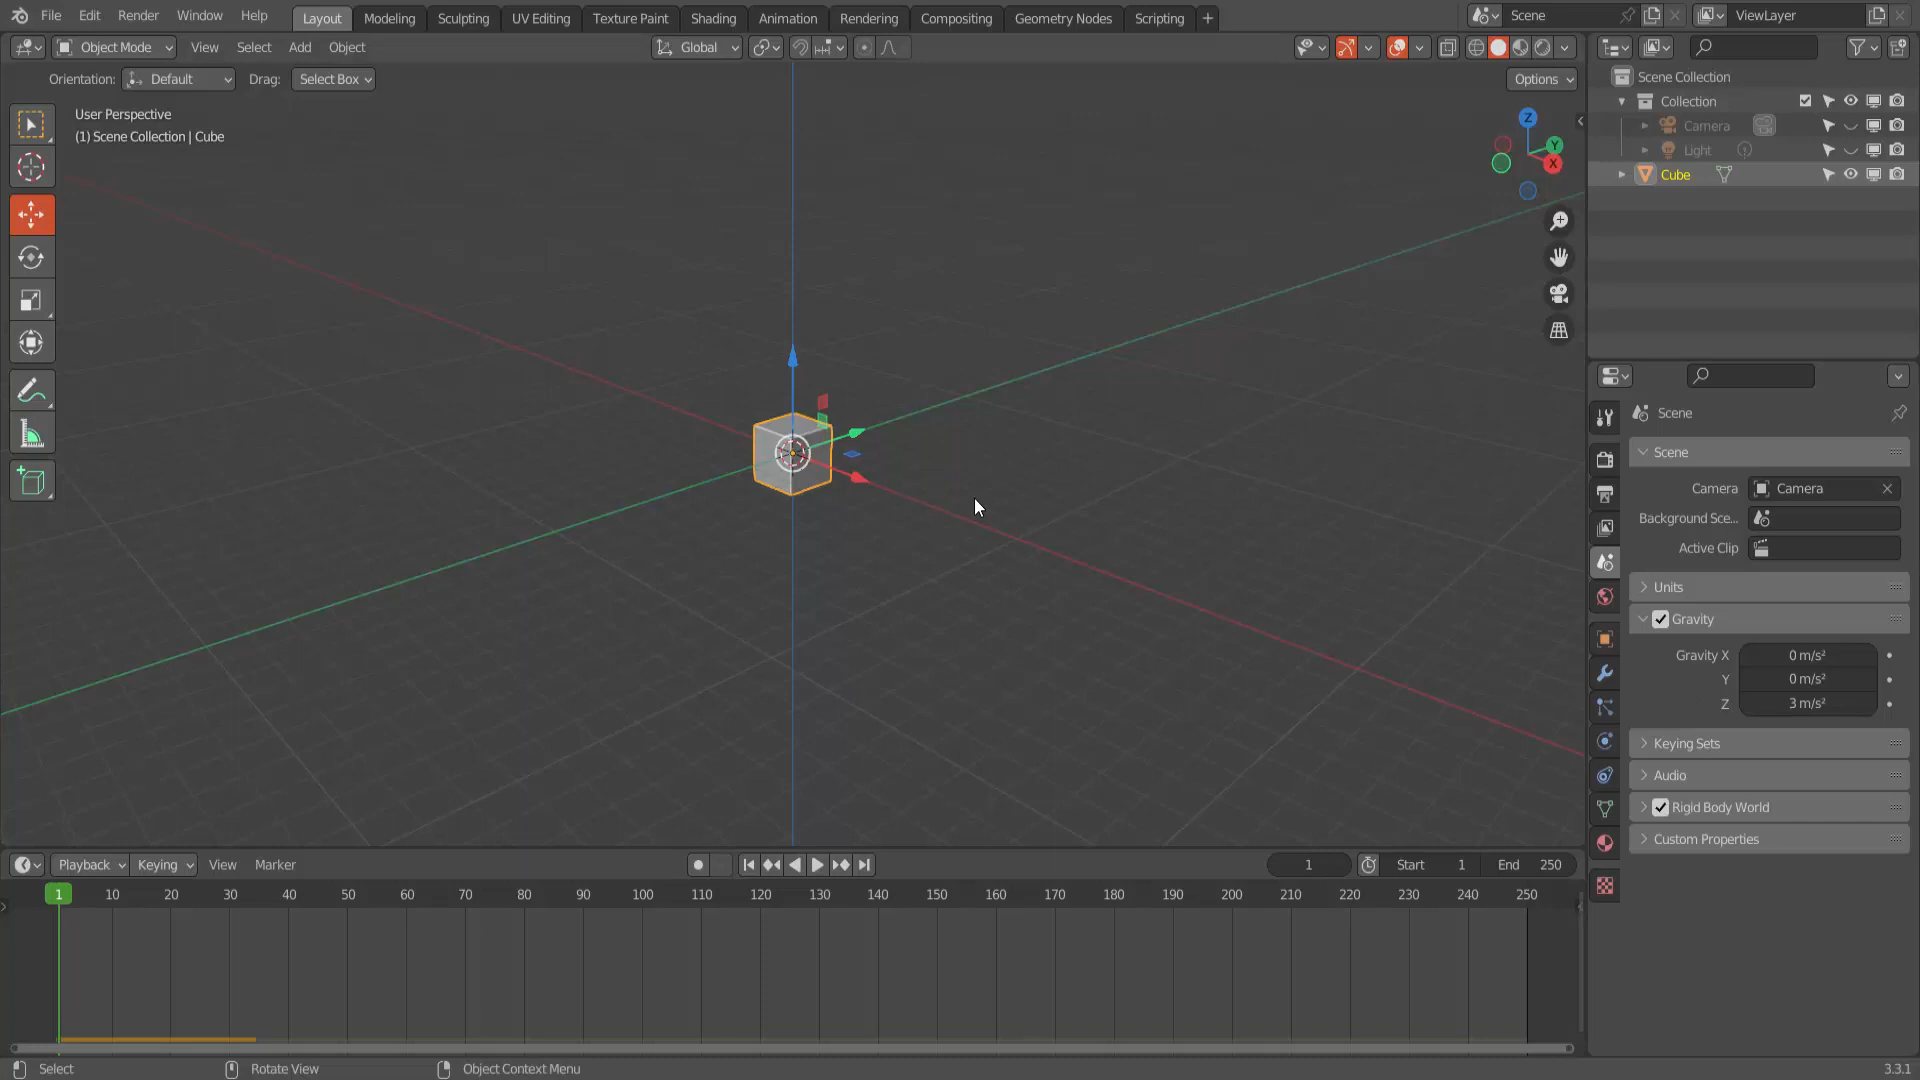 File Edit Render Window Help Layout Modeling Sculpting UV Editing Texture Paint Shading Animation Rendering Compositing Geometry Nodes Scripting + Scene ViewLayer
Object Mode View Select Add Object Global
Orientation: Default Drag: Select Box Options
User Perspective
(1) Scene Collection | Cube
Z
Y
X
Scene Collection
Collection
Camera
Light
Cube
Scene
Scene
Camera Camera
Background Sce...
Active Clip
Units
Gravity
Gravity X 0 m/s²
Y 0 m/s²
Z 3 m/s²
Keying Sets
Audio
Rigid Body World
Custom Properties
Playback Keying View Marker 1 Start 1 End 250
1 10 20 30 40 50 60 70 80 90 100 110 120 130 140 150 160 170 180 190 200 210 220 230 240 250
Select Rotate View Object Context Menu 3.3.1